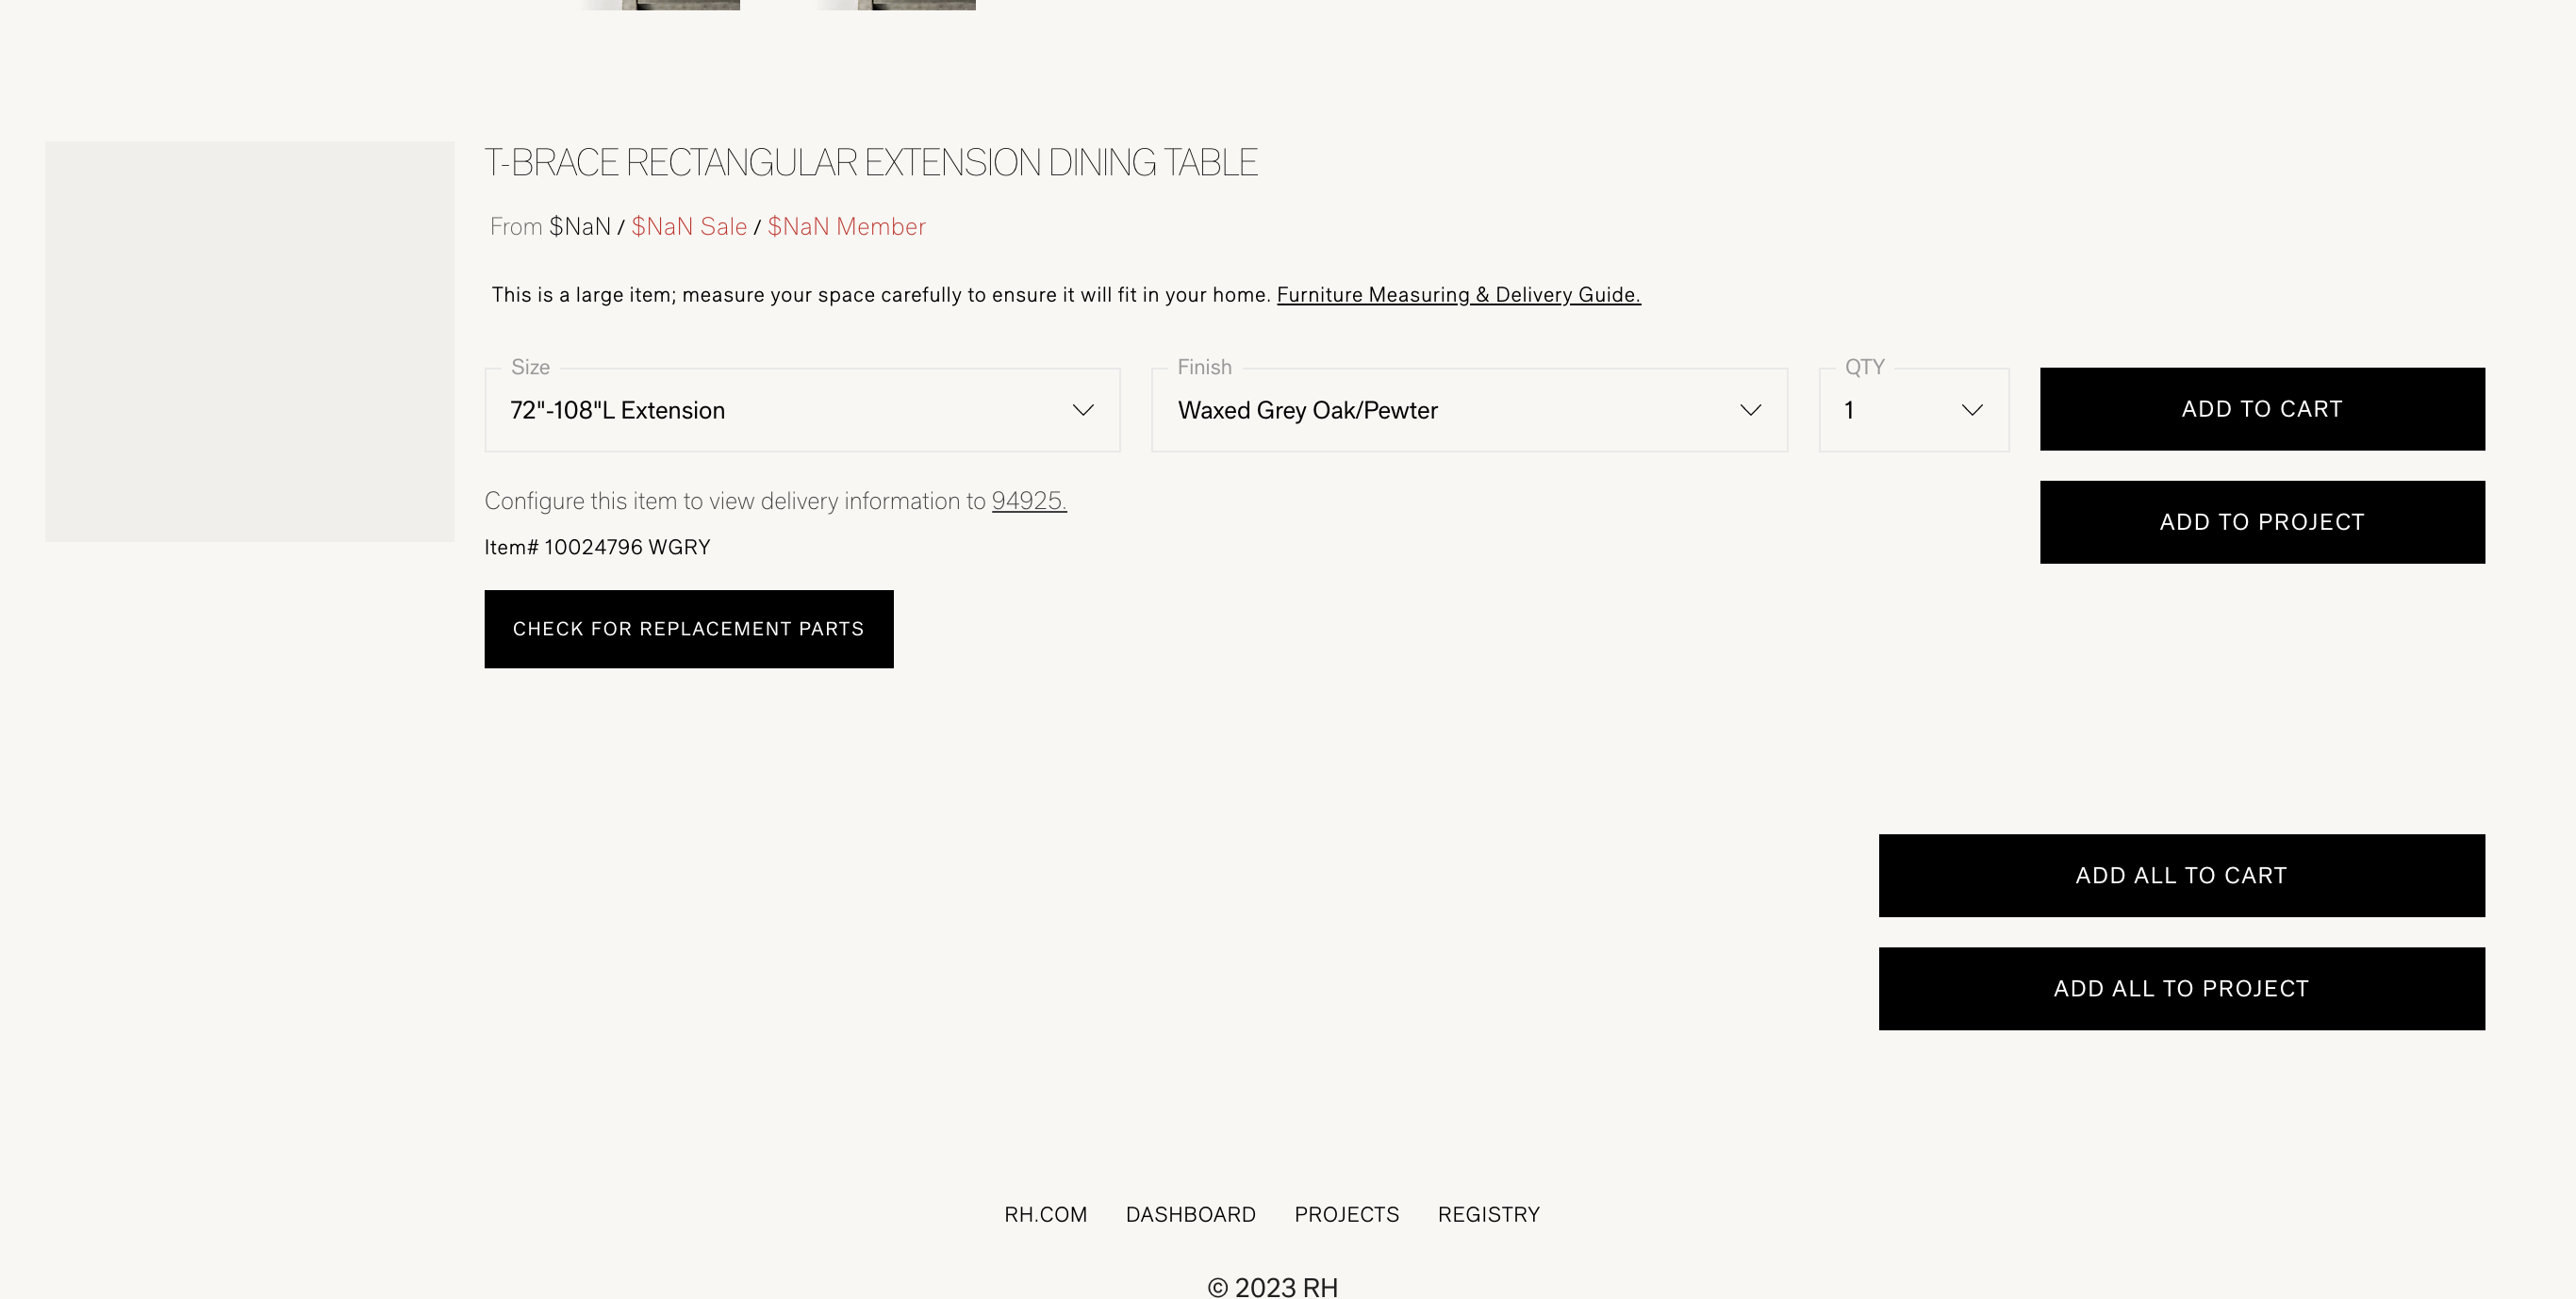 T-BRACE RECTANGULAR EXTENSION DINING TABLE
From $NaN / $NaN Sale / $NaN Member
This is a large item; measure your space carefully to ensure it will fit in your home. Furniture Measuring & Delivery Guide.
Size
72"-108"L Extension
Finish
Waxed Grey Oak/Pewter
QTY
1
ADD TO CART
Configure this item to view delivery information to 94925.
ADD TO PROJECT
Item# 10024796 WGRY
CHECK FOR REPLACEMENT PARTS
ADD ALL TO CART
ADD ALL TO PROJECT
RH.COM DASHBOARD PROJECTS REGISTRY
© 2023 RH